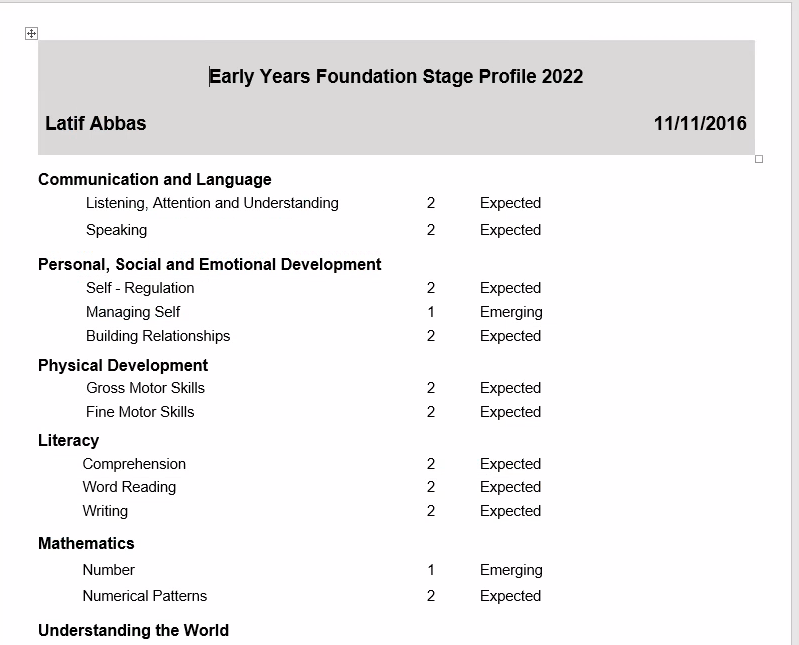 Early Years Foundation Stage Profile 2022
Latif Abbas 11/11/2016
Communication and Language
Listening, Attention and Understanding 2 Expected
Speaking 2 Expected
Personal, Social and Emotional Development
Self - Regulation 2 Expected
Managing Self 1 Emerging
Building Relationships 2 Expected
Physical Development
Gross Motor Skills 2 Expected
Fine Motor Skills 2 Expected
Literacy
Comprehension 2 Expected
Word Reading 2 Expected
Writing 2 Expected
Mathematics
Number 1 Emerging
Numerical Patterns 2 Expected
Understanding the World